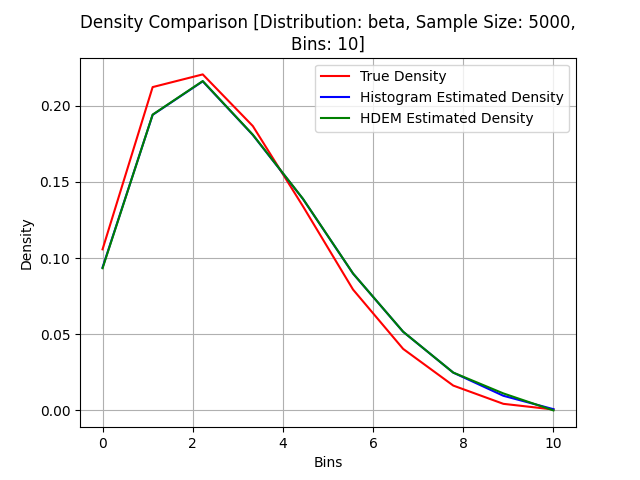 Density Comparison [Distribution: beta, Sample Size: 5000,
Bins: 10]
True Density
Histogram Estimated Density
HDEM Estimated Density
Density
0.20
0.15
0.10
0.05
0.00
0 2 4 6 8 10
Bins